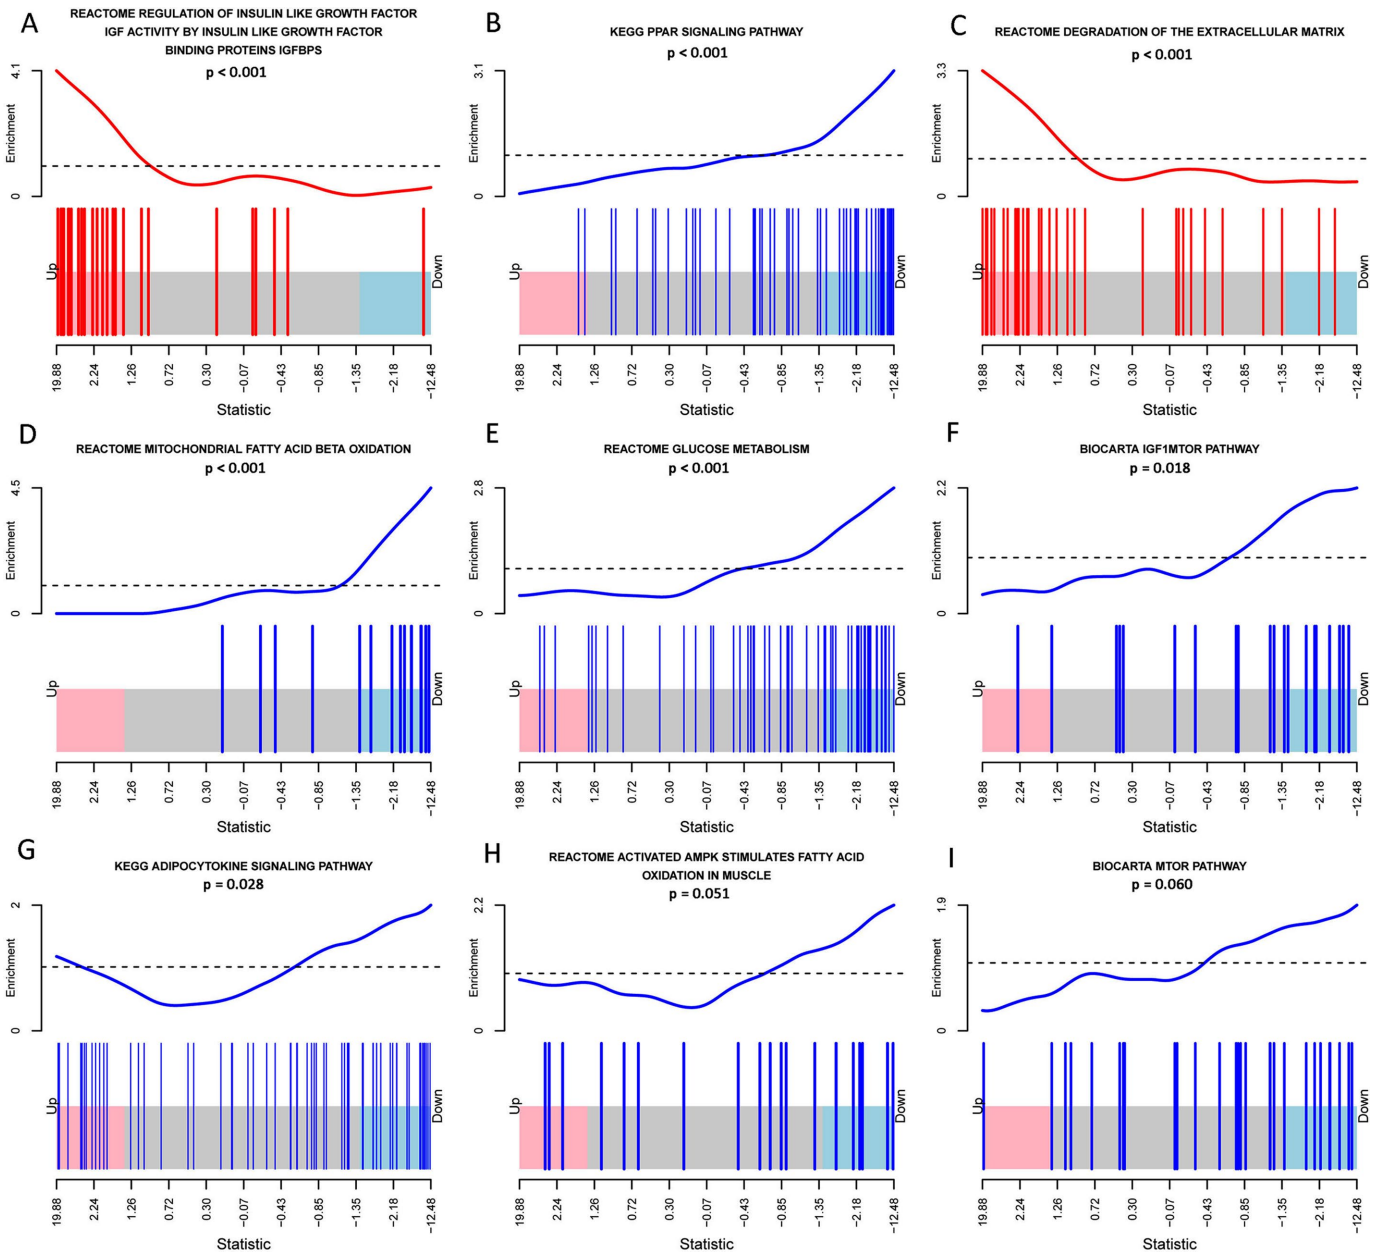 A
REACTOME REGULATION OF INSULIN LIKE GROWTH FACTOR
IGF ACTIVITY BY INSULIN LIKE GROWTH FACTOR
BINDING PROTEINS IGFBPS
p < 0.001
4.1
Enrichment
0
Up
Down
19.88 2.24 1.26 0.72 0.30 −0.07 −0.43 −0.85 −1.35 −2.18 −12.48
Statistic
B
KEGG PPAR SIGNALING PATHWAY
p < 0.001
3.1
Enrichment
0
Up
Down
19.88 2.24 1.26 0.72 0.30 −0.07 −0.43 −0.85 −1.35 −2.18 −12.48
Statistic
C
REACTOME DEGRADATION OF THE EXTRACELLULAR MATRIX
p < 0.001
3.3
Enrichment
0
Up
Down
19.88 2.24 1.26 0.72 0.30 −0.07 −0.43 −0.85 −1.35 −2.18 −12.48
Statistic
D
REACTOME MITOCHONDRIAL FATTY ACID BETA OXIDATION
p < 0.001
4.5
Enrichment
0
Up
Down
19.88 2.24 1.26 0.72 0.30 −0.07 −0.43 −0.85 −1.35 −2.18 −12.48
Statistic
E
REACTOME GLUCOSE METABOLISM
p < 0.001
2.8
Enrichment
0
Up
Down
19.88 2.24 1.26 0.72 0.30 −0.07 −0.43 −0.85 −1.35 −2.18 −12.48
Statistic
F
BIOCARTA IGF1MTOR PATHWAY
p = 0.018
2.2
Enrichment
0
Up
Down
19.88 2.24 1.26 0.72 0.30 −0.07 −0.43 −0.85 −1.35 −2.18 −12.48
Statistic
G
KEGG ADIPOCYTOKINE SIGNALING PATHWAY
p = 0.028
2
Enrichment
0
Up
Down
19.88 2.24 1.26 0.72 0.30 −0.07 −0.43 −0.85 −1.35 −2.18 −12.48
Statistic
H
REACTOME ACTIVATED AMPK STIMULATES FATTY ACID
OXIDATION IN MUSCLE
p = 0.051
2.2
Enrichment
0
Up
Down
19.88 2.24 1.26 0.72 0.30 −0.07 −0.43 −0.85 −1.35 −2.18 −12.48
Statistic
I
BIOCARTA MTOR PATHWAY
p = 0.060
1.9
Enrichment
0
Up
Down
19.88 2.24 1.26 0.72 0.30 −0.07 −0.43 −0.85 −1.35 −2.18 −12.48
Statistic